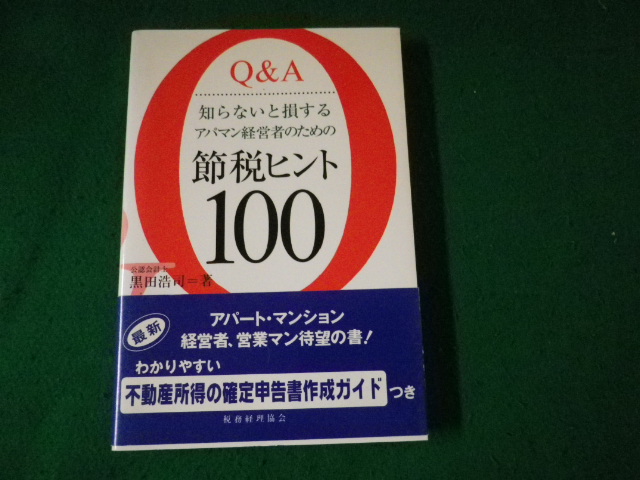 Q&A
知らないと損する
アパマン経営者のための
節税ヒント
100
公認会計士
黒田浩司＝著
最新
アパート・マンション
経営者、営業マン待望の書!
わかりやすい
不動産所得の確定申告書作成ガイドつき
税務経理協会